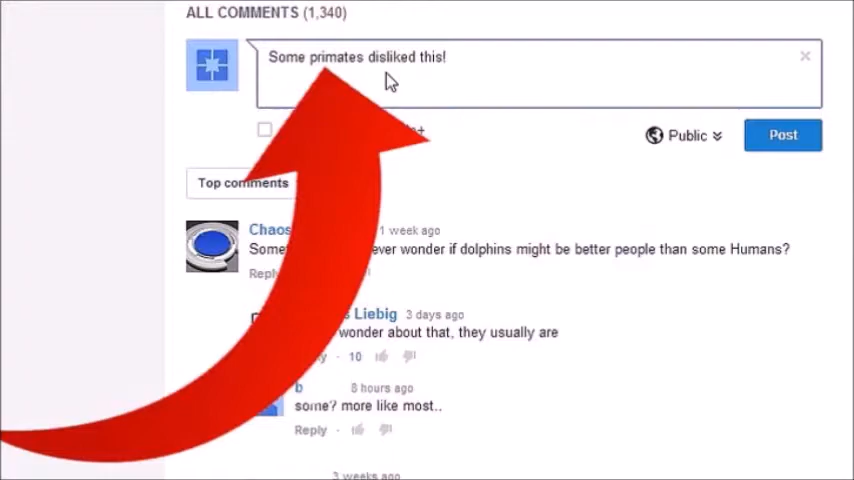 ALL COMMENTS (1,340)
Some primates disliked this!
Public
Post
Top comments
Chaos 1 week ago
ever wonder if dolphins might be better people than some Humans?
Reply
Liebig 3 days ago
wonder about that, they usually are
10
b 8 hours ago
some? more like most..
Reply
3 weeks ago